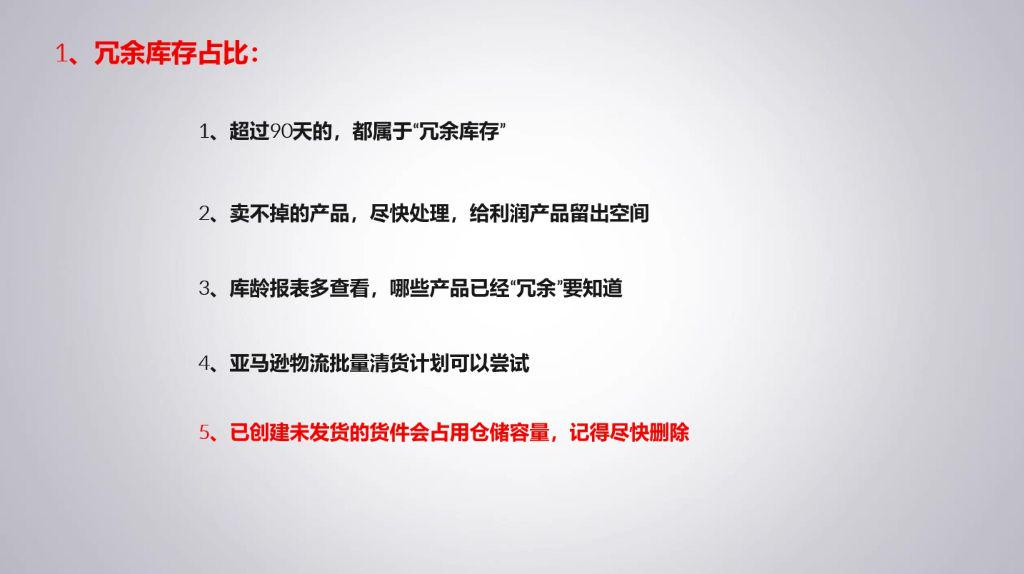 1、冗余库存占比：
1、超过90天的，都属于“冗余库存”
2、卖不掉的产品，尽快处理，给利润产品留出空间
3、库龄报表多查看，哪些产品已经“冗余”要知道
4、亚马逊物流批量清货计划可以尝试
5、已创建未发货的货件会占用仓储容量，记得尽快删除